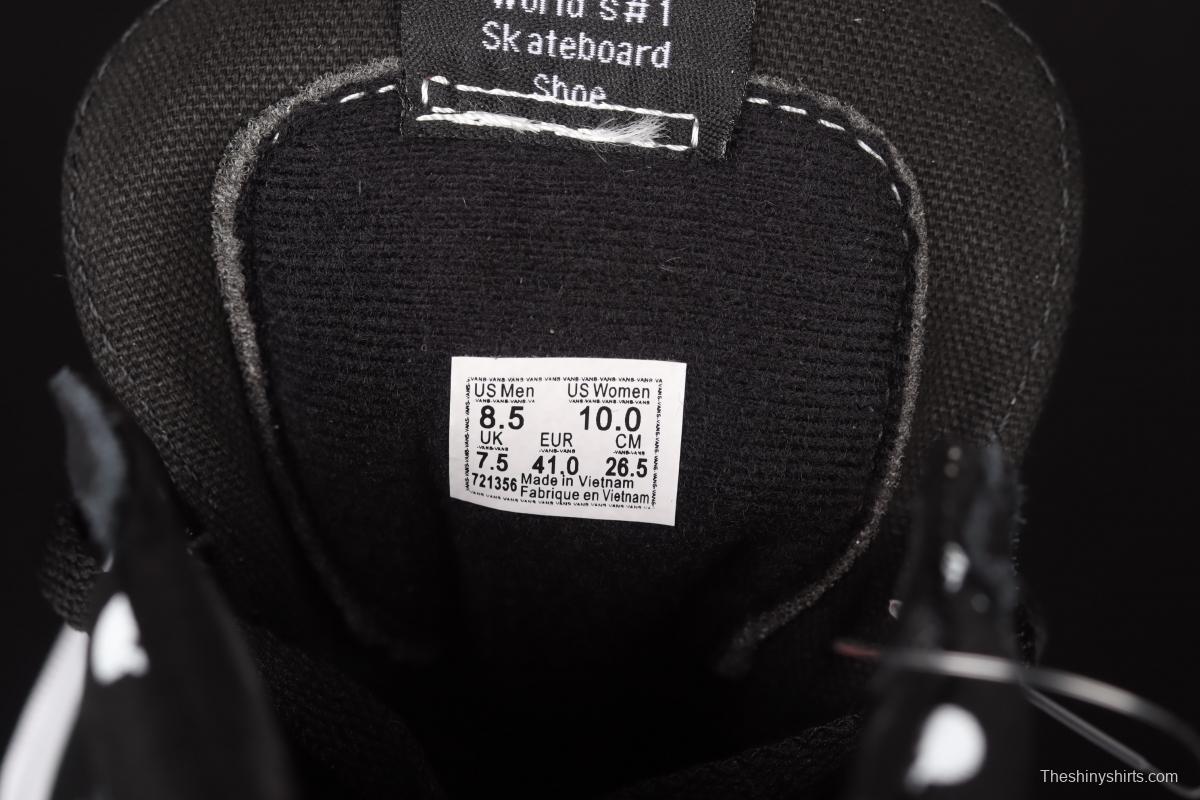 World's#1
Skateboard
Shoe
US Men US Women
8.5 10.0
UK EUR CM
7.5 41.0 26.5
721356 Made in Vietnam
Fabrique en Vietnam
Theshinyshirts.com